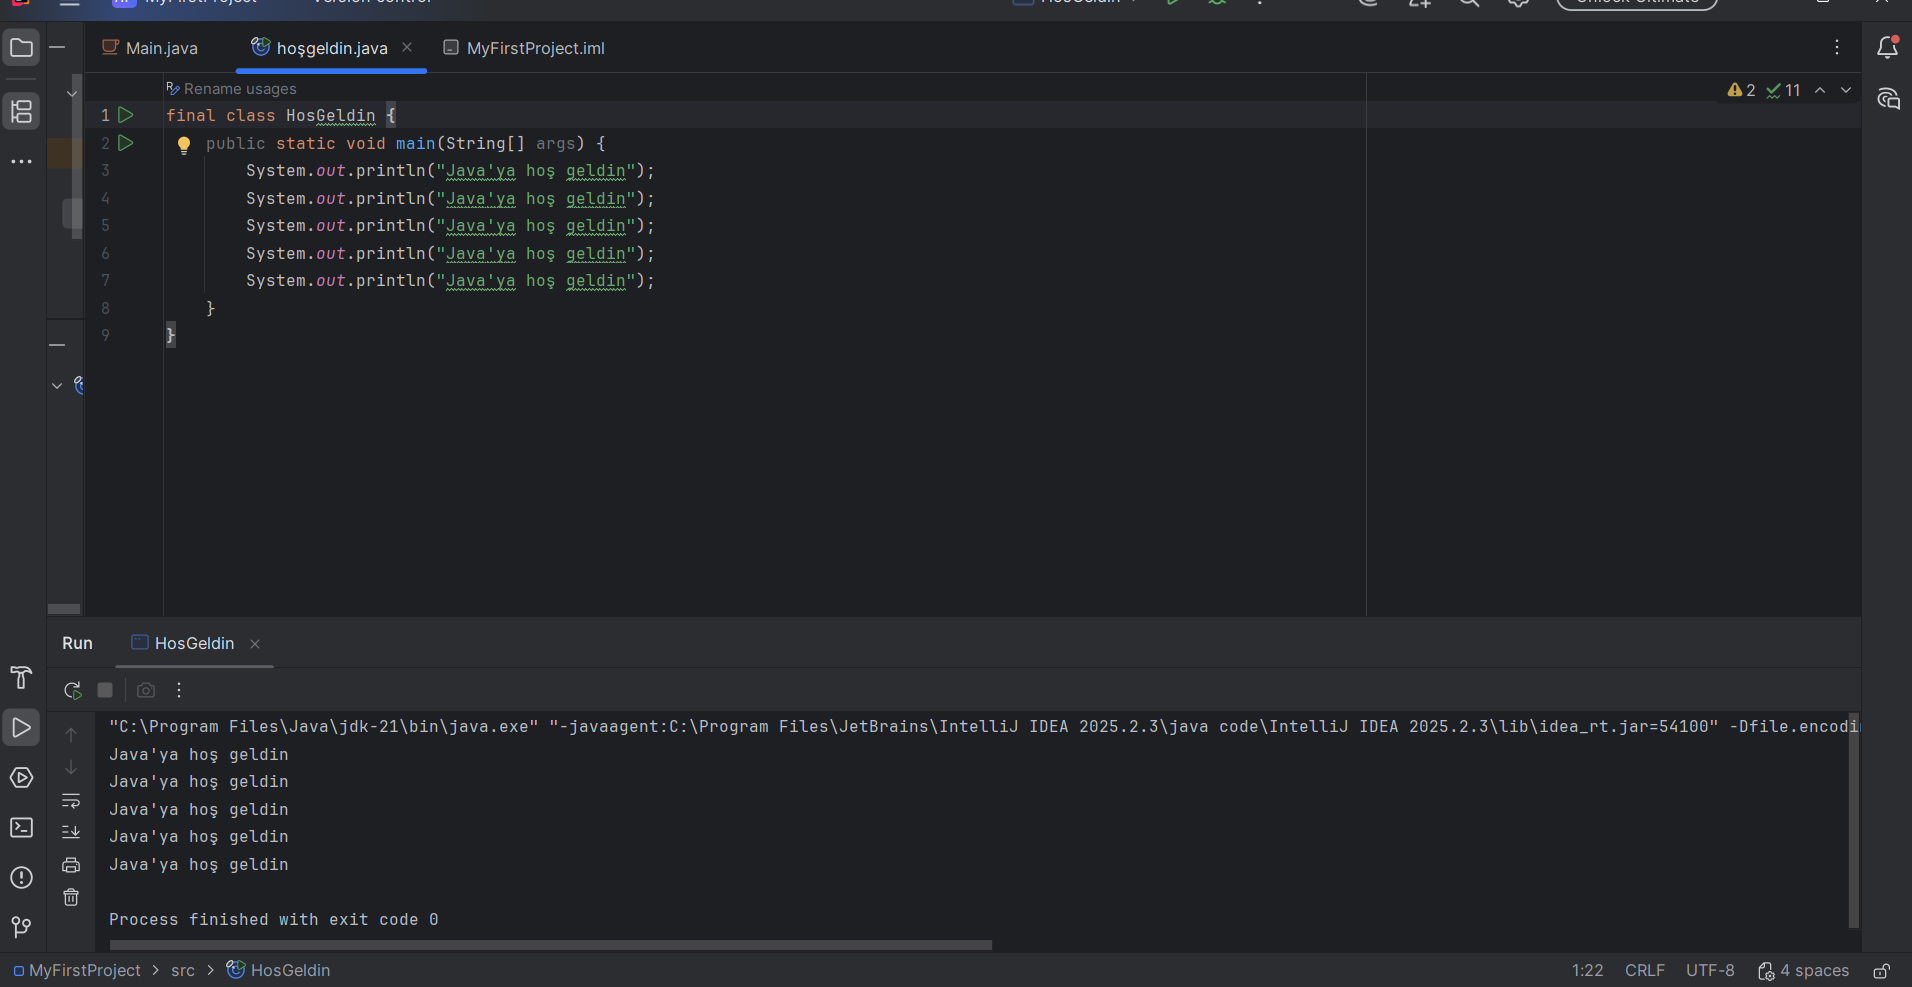 MyFirstProject Version control HosGeldin Unlock Ultimate
Main.java hoşgeldin.java MyFirstProject.iml
Rename usages
2 11
1 final class HosGeldin {
2 public static void main(String[] args) {
3 System.out.println("Java'ya hoş geldin");
4 System.out.println("Java'ya hoş geldin");
5 System.out.println("Java'ya hoş geldin");
6 System.out.println("Java'ya hoş geldin");
7 System.out.println("Java'ya hoş geldin");
8 }
9 }
Run HosGeldin
"C:\Program Files\Java\jdk-21\bin\java.exe" "-javaagent:C:\Program Files\JetBrains\IntelliJ IDEA 2025.2.3\java code\IntelliJ IDEA 2025.2.3\lib\idea_rt.jar=54100" -Dfile.encodi
Java'ya hoş geldin
Java'ya hoş geldin
Java'ya hoş geldin
Java'ya hoş geldin
Java'ya hoş geldin
Process finished with exit code 0
MyFirstProject src HosGeldin 1:22 CRLF UTF-8 4 spaces